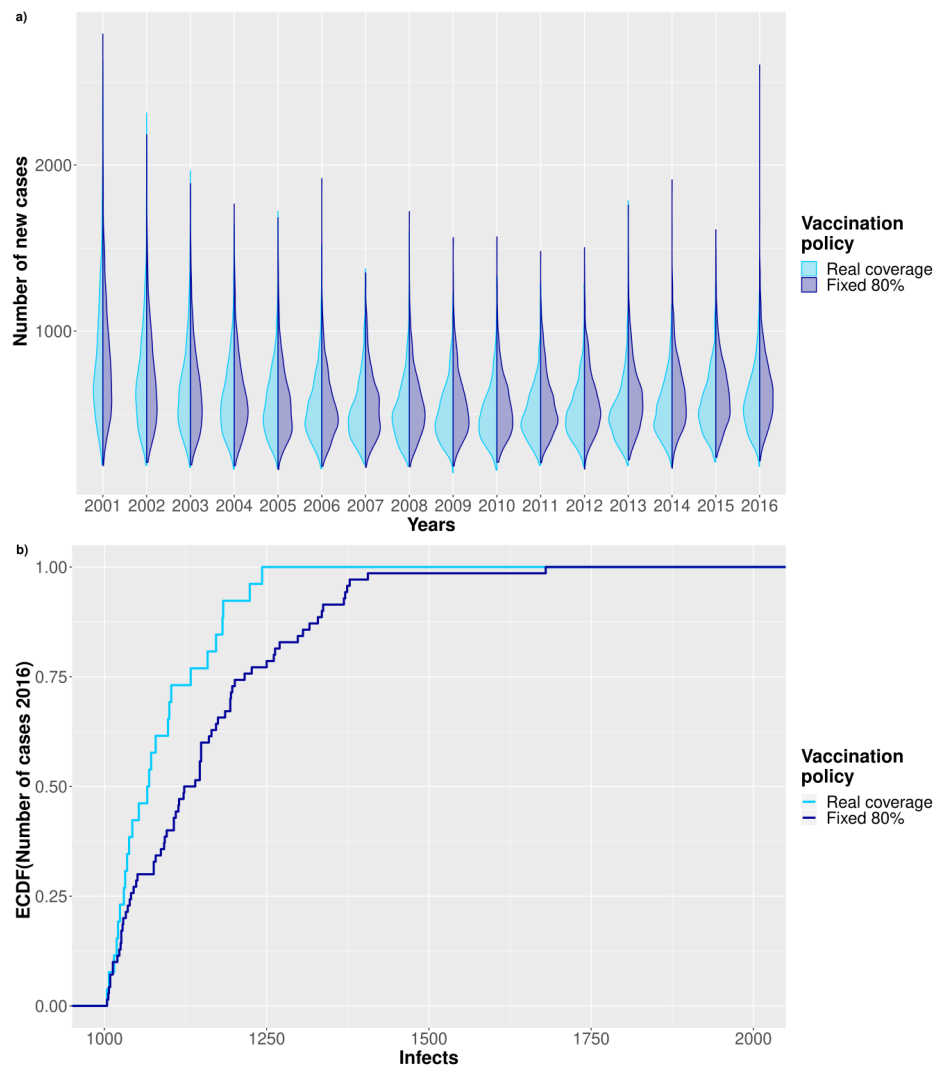 a)
Number of new cases
2000
1000
2001 2002 2003 2004 2005 2006 2007 2008 2009 2010 2011 2012 2013 2014 2015 2016
Years
Vaccination
policy
Real coverage
Fixed 80%
b)
ECDF(Number of cases 2016)
1.00
0.75
0.50
0.25
0.00
1000 1250 1500 1750 2000
Infects
Vaccination
policy
Real coverage
Fixed 80%